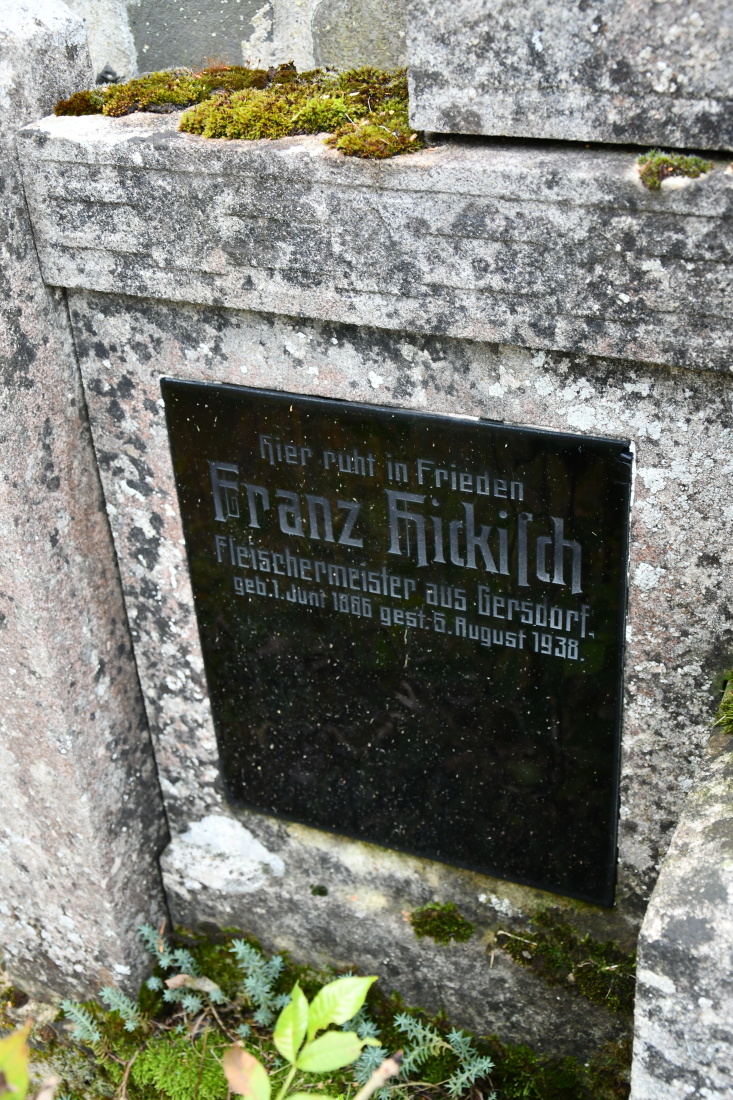 Hier ruht in Frieden
Franz Hickiſch
Fleischermeister aus Gersdorf.
geb. 1. Juni 1866 gest. 5. August 1938.